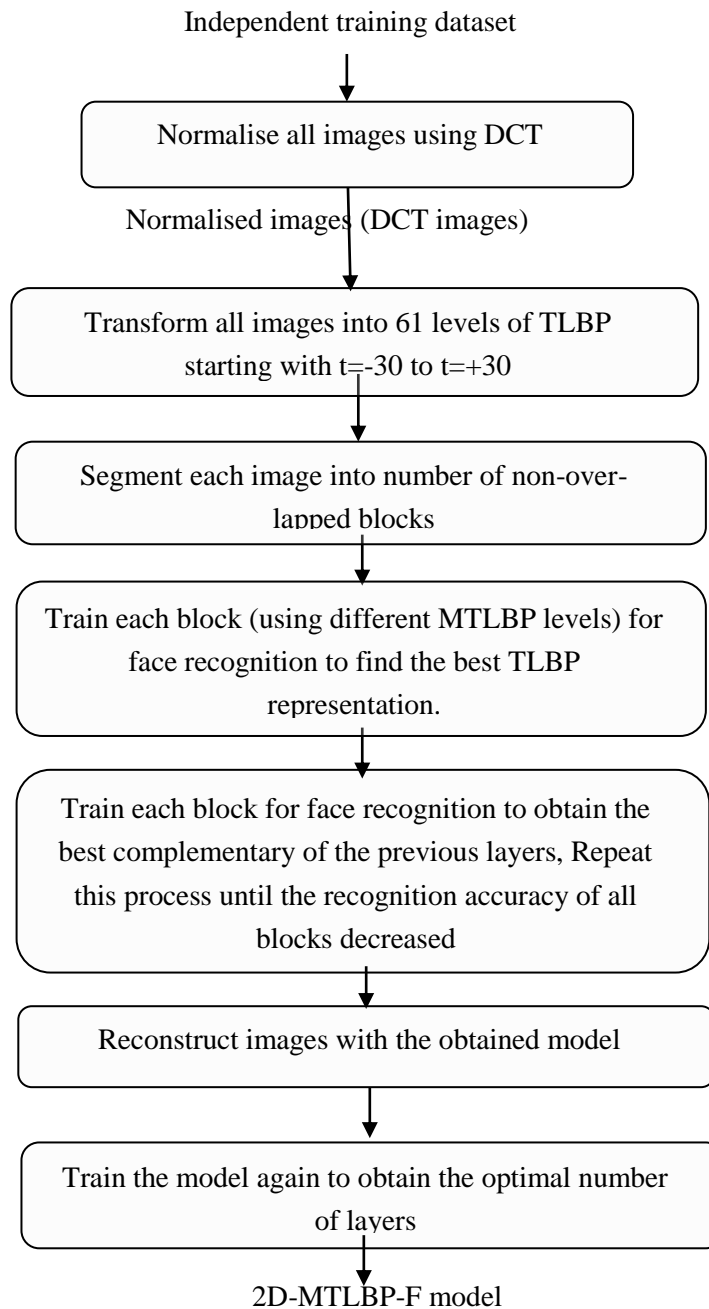 Independent training dataset
Normalise all images using DCT
Normalised images (DCT images)
Transform all images into 61 levels of TLBP
starting with t=-30 to t=+30
Segment each image into number of non-over-
lapped blocks
Train each block (using different MTLBP levels) for
face recognition to find the best TLBP
representation.
Train each block for face recognition to obtain the
best complementary of the previous layers, Repeat
this process until the recognition accuracy of all
blocks decreased
Reconstruct images with the obtained model
Train the model again to obtain the optimal number
of layers
2D-MTLBP-F model